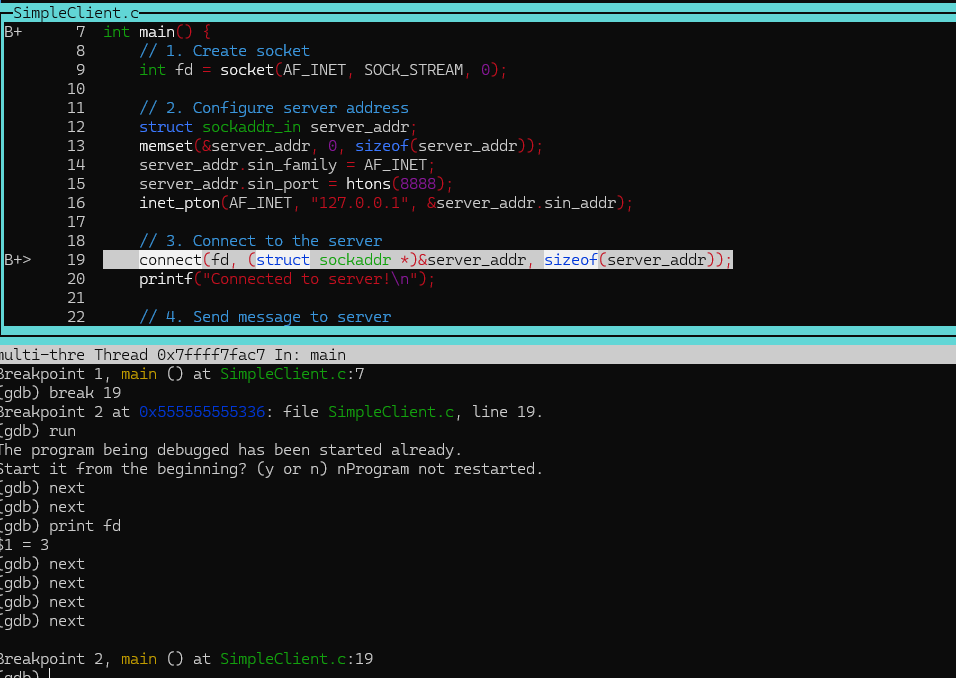 SimpleClient.c
B+ 7 int main() {
8 // 1. Create socket
9 int fd = socket(AF_INET, SOCK_STREAM, 0);
10
11 // 2. Configure server address
12 struct sockaddr_in server_addr;
13 memset(&server_addr, 0, sizeof(server_addr));
14 server_addr.sin_family = AF_INET;
15 server_addr.sin_port = htons(8888);
16 inet_pton(AF_INET, "127.0.0.1", &server_addr.sin_addr);
17
18 // 3. Connect to the server
B+> 19 connect(fd, (struct sockaddr *)&server_addr, sizeof(server_addr));
20 printf("Connected to server!\n");
21
22 // 4. Send message to server
multi-thre Thread 0x7ffff7fac7 In: main
Breakpoint 1, main () at SimpleClient.c:7
(gdb) break 19
Breakpoint 2 at 0x555555555336: file SimpleClient.c, line 19.
(gdb) run
The program being debugged has been started already.
Start it from the beginning? (y or n) nProgram not restarted.
(gdb) next
(gdb) next
(gdb) print fd
$1 = 3
(gdb) next
(gdb) next
(gdb) next
(gdb) next
Breakpoint 2, main () at SimpleClient.c:19
(gdb)